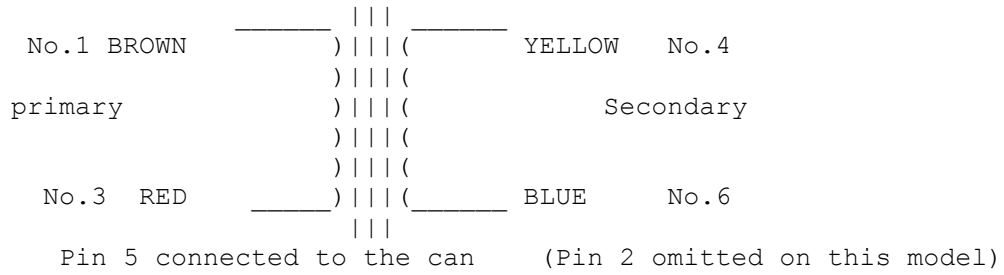 No.1 BROWN YELLOW No.4
primary Secondary
No.3 RED BLUE No.6
Pin 5 connected to the can (Pin 2 omitted on this model)